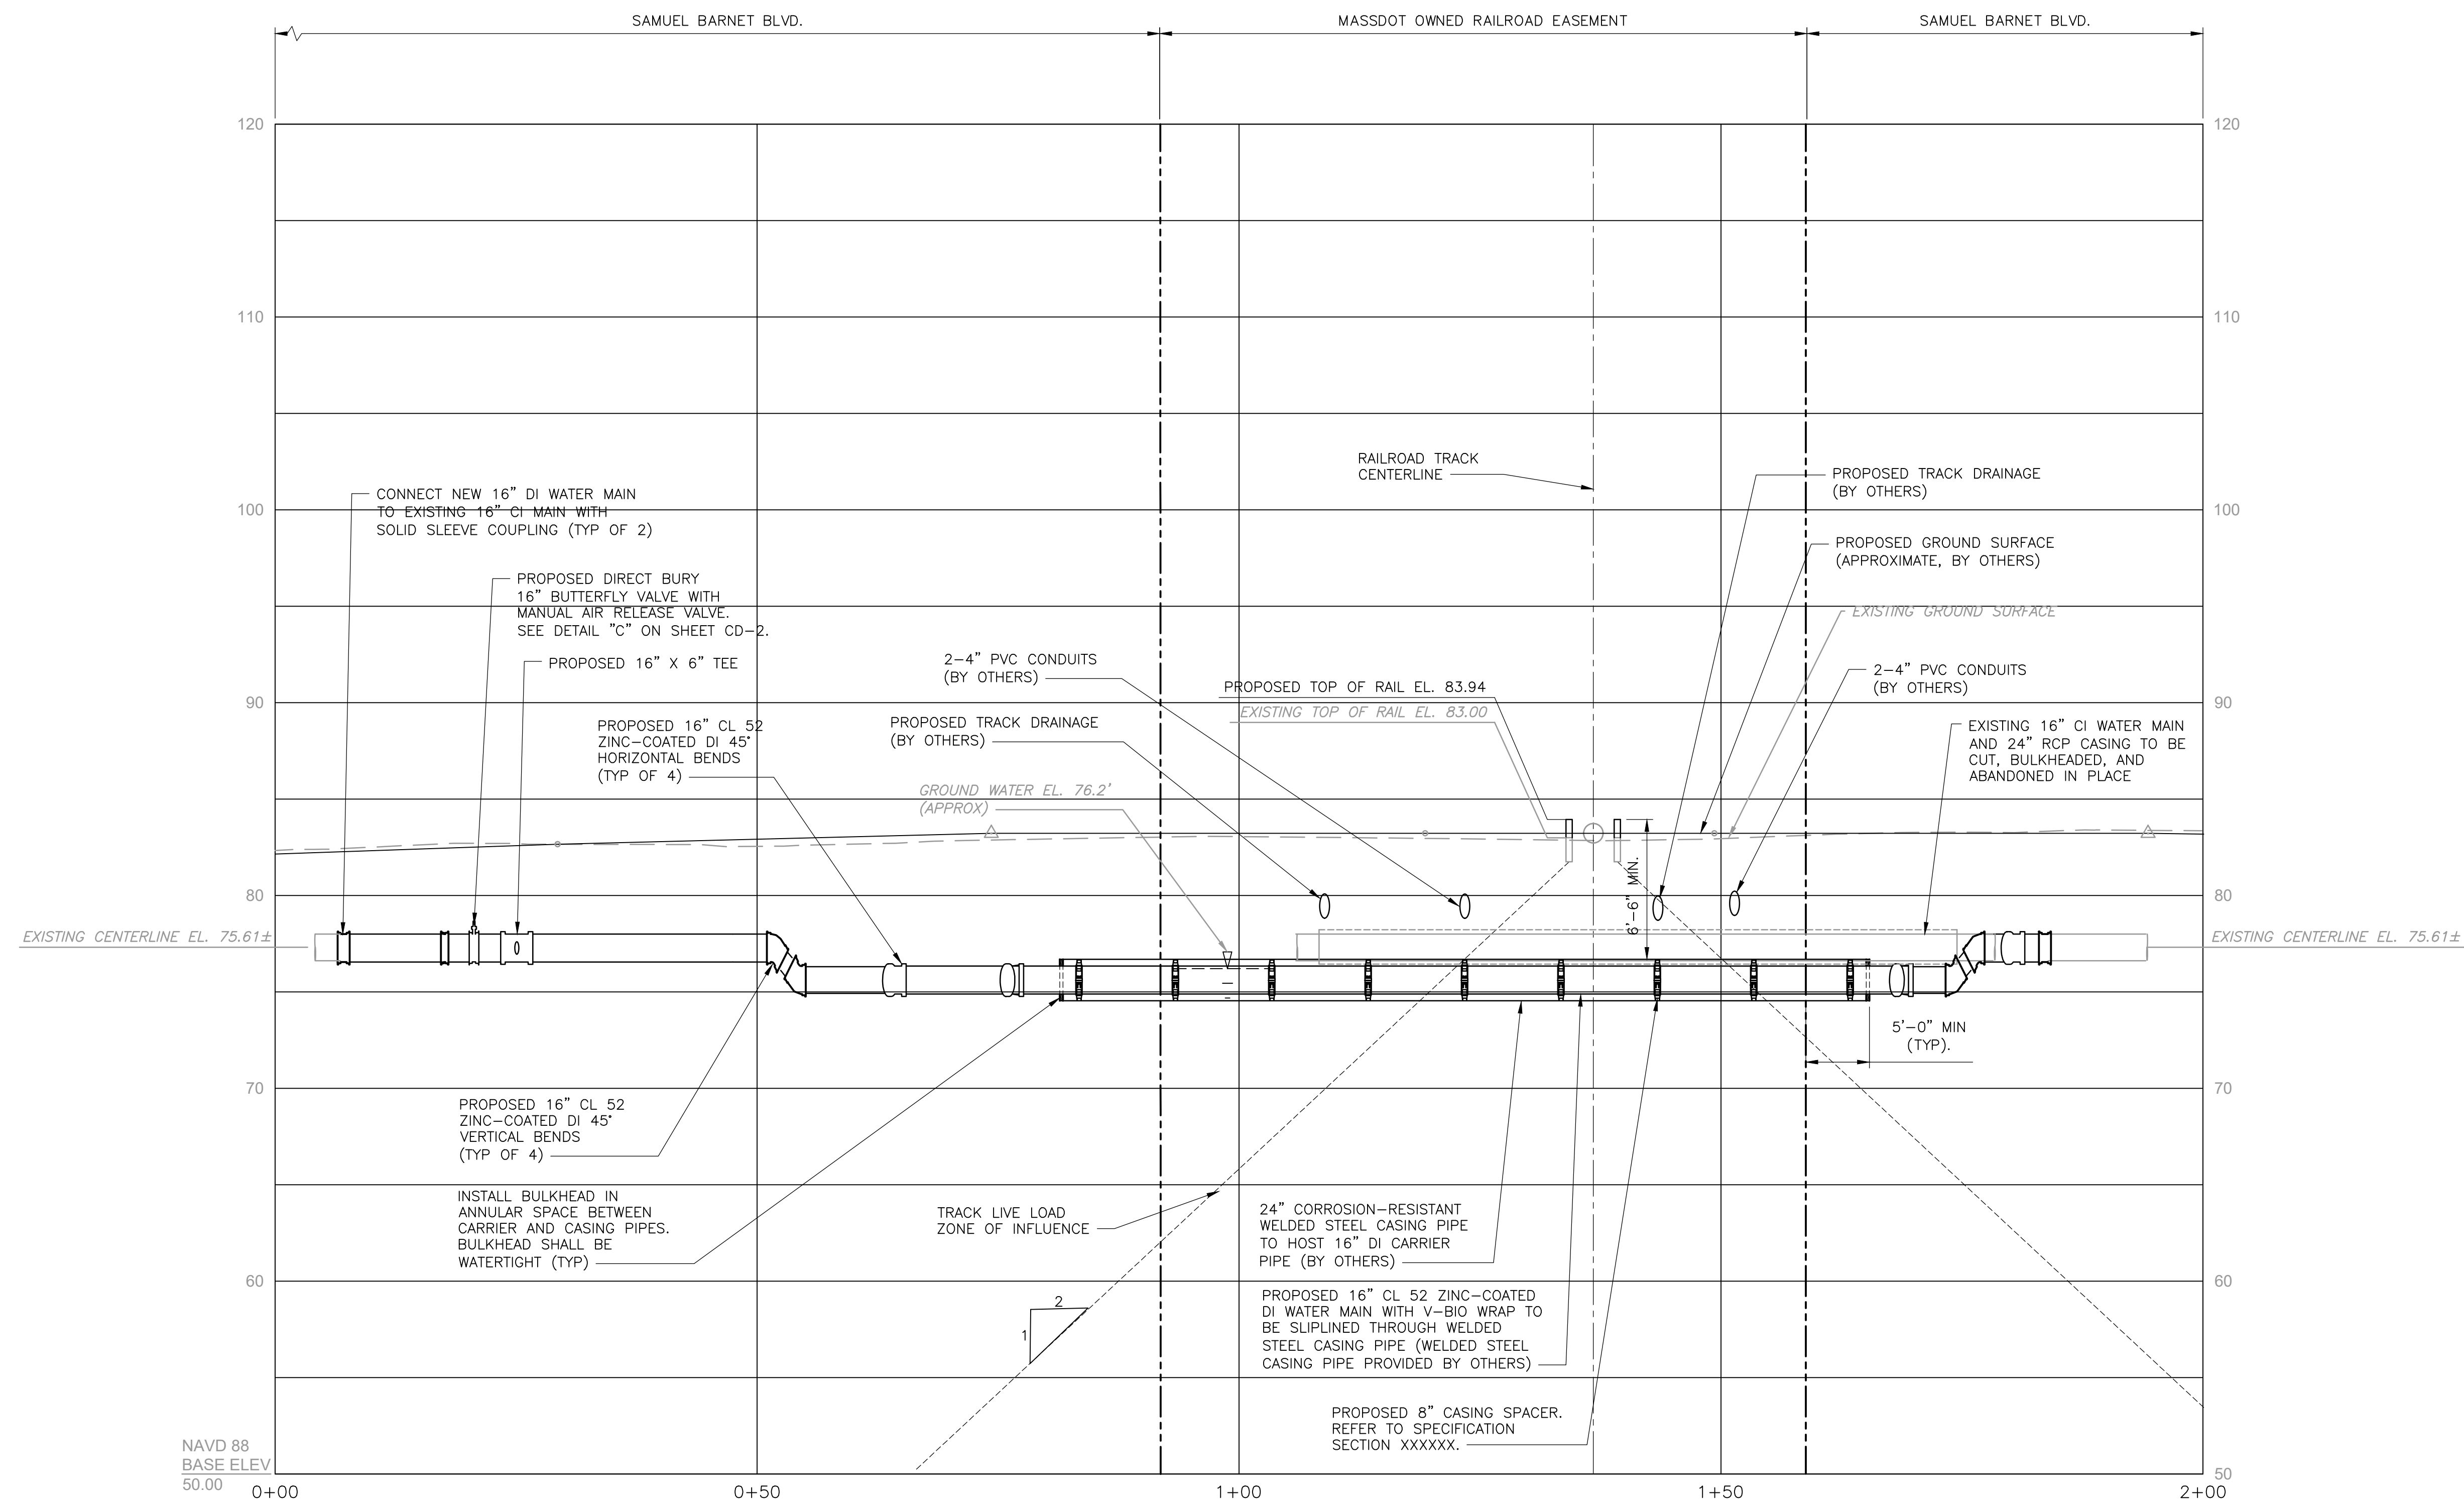 SAMUEL BARNET BLVD.
MASSDOT OWNED RAILROAD EASEMENT
SAMUEL BARNET BLVD.
120
120
110
110
RAILROAD TRACK
CENTERLINE
PROPOSED TRACK DRAINAGE
(BY OTHERS)
CONNECT NEW 16" DI WATER MAIN
TO EXISTING 16" CI MAIN WITH
SOLID SLEEVE COUPLING (TYP OF 2)
100
100
PROPOSED GROUND SURFACE
(APPROXIMATE, BY OTHERS)
PROPOSED DIRECT BURY
16" BUTTERFLY VALVE WITH
MANUAL AIR RELEASE VALVE.
SEE DETAIL "C" ON SHEET CD-2.
EXISTING GROUND SURFACE
PROPOSED 16" X 6" TEE
2-4" PVC CONDUITS
(BY OTHERS)
2-4" PVC CONDUITS
(BY OTHERS)
PROPOSED TOP OF RAIL EL. 83.94
EXISTING TOP OF RAIL EL. 83.00
90
90
PROPOSED 16" CL 52
ZINC-COATED DI 45°
HORIZONTAL BENDS
(TYP OF 4)
PROPOSED TRACK DRAINAGE
(BY OTHERS)
EXISTING 16" CI WATER MAIN
AND 24" RCP CASING TO BE
CUT, BULKHEADED, AND
ABANDONED IN PLACE
GROUND WATER EL. 76.2'
(APPROX)
80
80
6'-6" MIN.
EXISTING CENTERLINE EL. 75.61±
EXISTING CENTERLINE EL. 75.61±
5'-0" MIN
(TYP).
70
70
PROPOSED 16" CL 52
ZINC-COATED DI 45°
VERTICAL BENDS
(TYP OF 4)
INSTALL BULKHEAD IN
ANNULAR SPACE BETWEEN
CARRIER AND CASING PIPES.
BULKHEAD SHALL BE
WATERTIGHT (TYP)
TRACK LIVE LOAD
ZONE OF INFLUENCE
24" CORROSION-RESISTANT
WELDED STEEL CASING PIPE
TO HOST 16" DI CARRIER
PIPE (BY OTHERS)
60
60
2
1
PROPOSED 16" CL 52 ZINC-COATED
DI WATER MAIN WITH V-BIO WRAP TO
BE SLIPLINED THROUGH WELDED
STEEL CASING PIPE (WELDED STEEL
CASING PIPE PROVIDED BY OTHERS)
PROPOSED 8" CASING SPACER.
REFER TO SPECIFICATION
SECTION XXXXXX.
NAVD 88
BASE ELEV
50.00
50
0+00
0+50
1+00
1+50
2+00